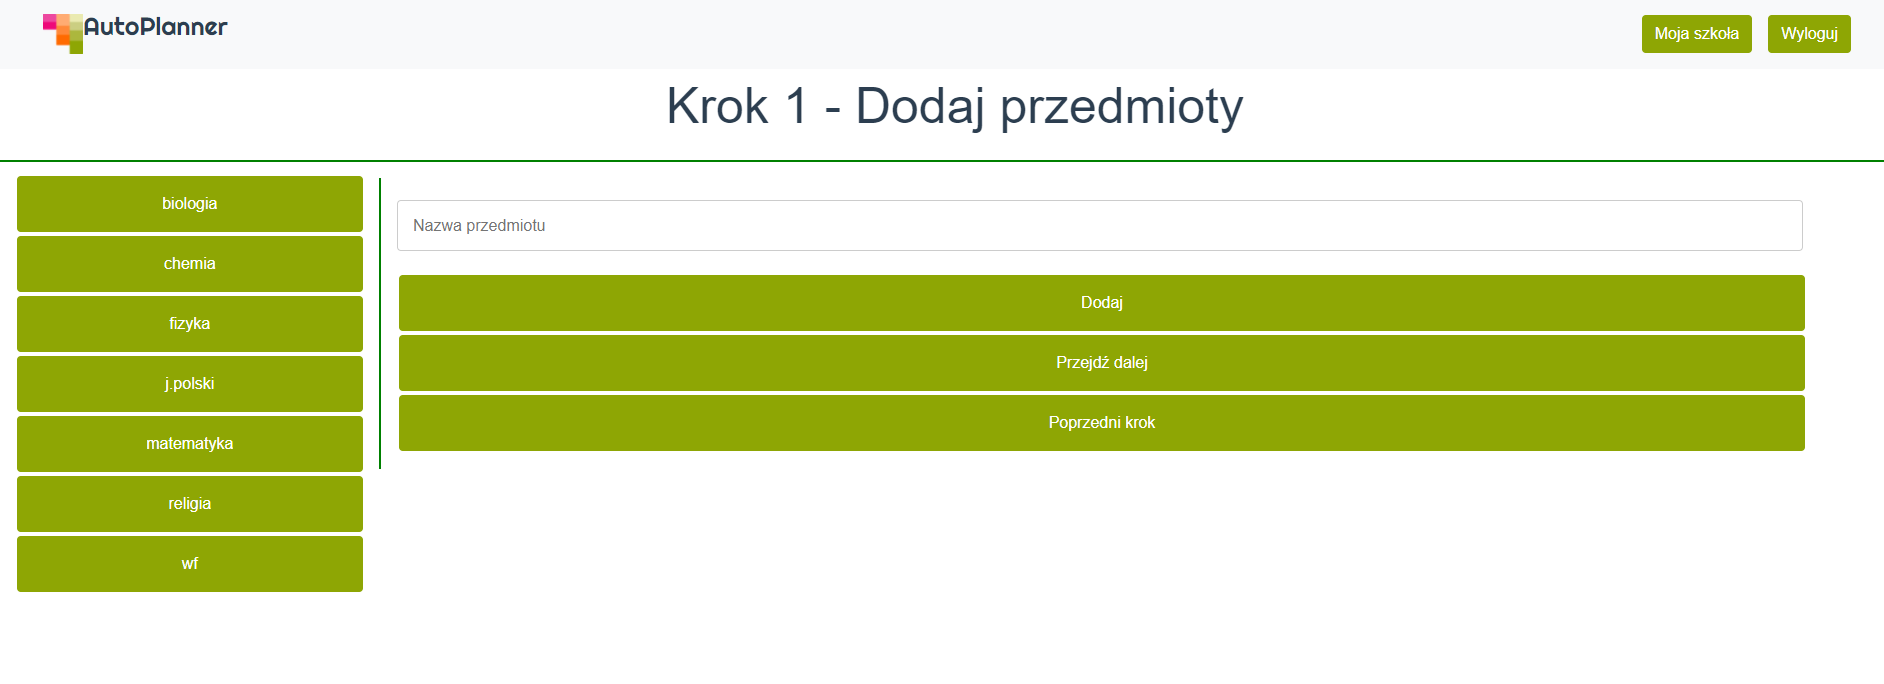 AutoPlanner
Moja szkoła
Wyloguj
Krok 1 - Dodaj przedmioty
biologia
chemia
fizyka
j.polski
matematyka
religia
wf
Nazwa przedmiotu
Dodaj
Przejdź dalej
Poprzedni krok